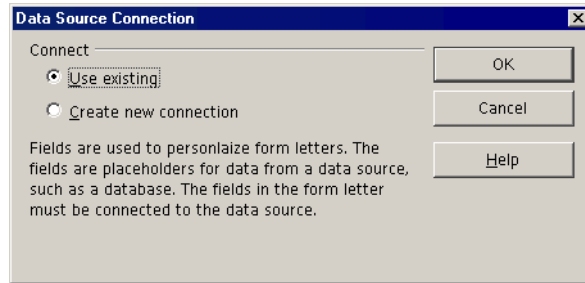 Data Source Connection
Connect
Use existing
Create new connection
OK
Cancel
Help
Fields are used to personlaize form letters. The
fields are placeholders for data from a data source,
such as a database. The fields in the form letter
must be connected to the data source.